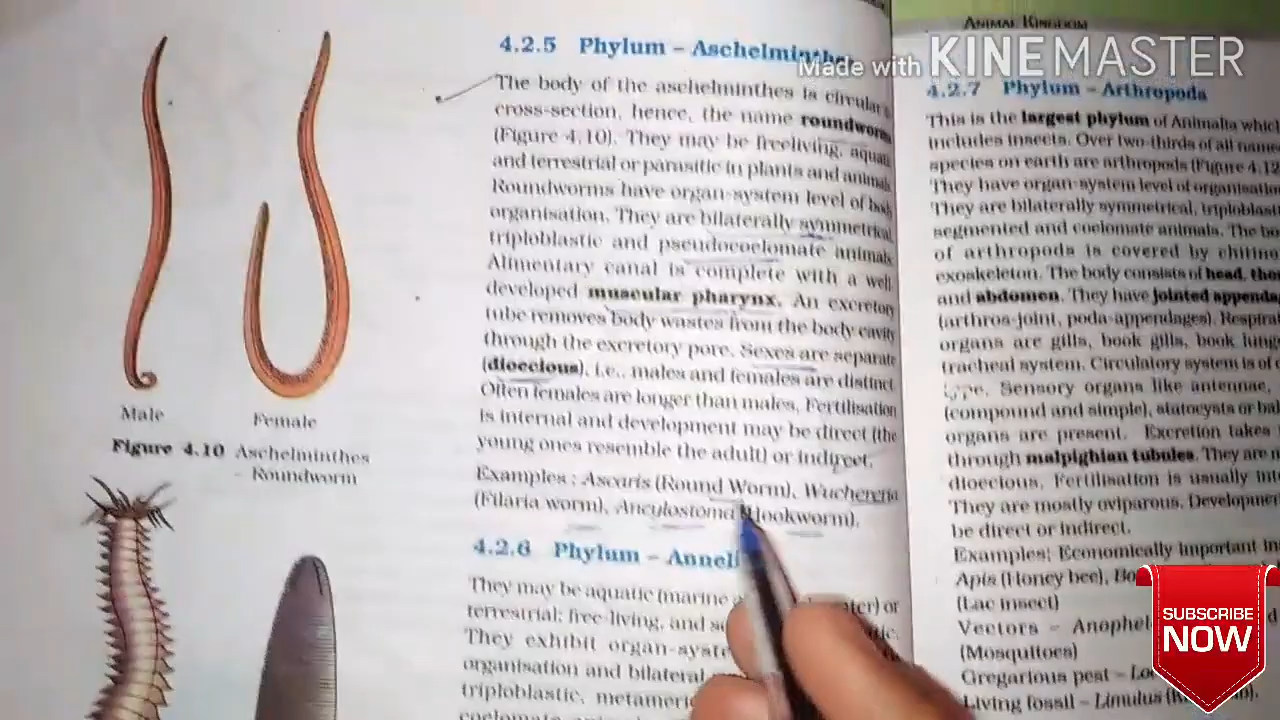 Male
Female
Figure 4.10 Aschelminthes
- Roundworm
4.2.5 Phylum – Aschelminthes
The body of the aschelminthes is circular
cross-section, hence, the name roundworm
(Figure 4.10). They may be freeliving, aquati
and terrestrial or parasitic in plants and animals
Roundworms have organ-system level of body
organisation. They are bilaterally symmetrical,
triploblastic and pseudocoelomate animals.
Alimentary canal is complete with a well
developed muscular pharynx. An excretory
tube removes body wastes from the body cavity
through the excretory pore. Sexes are separate
(dioecious), i.e., males and females are distinct.
Often females are longer than males. Fertilisation
is internal and development may be direct (the
young ones resemble the adult) or indirect.
Examples : Ascaris (Round Worm), Wuchereria
(Filaria worm), Ancylostoma (Hookworm).
4.2.6 Phylum – Anneli
They may be aquatic (marine a ater) or
terrestrial; free-living, and so tic.
They exhibit organ-syste
organisation and bilateral
triploblastic, metameric
coelomate
ANIMAL KINGDOM
4.2.7 Phylum – Arthropoda
This is the largest phylum of Animalia which
includes insects. Over two-thirds of all name
species on earth are arthropods (Figure 4.12
They have organ-system level of organisatio
They are bilaterally symmetrical, triploblasti
segmented and coelomate animals. The bo
of arthropods is covered by chitino
exoskeleton. The body consists of head, tho
and abdomen. They have jointed appenda
(arthros-joint, poda-appendages). Respirat
organs are gills, book gills, book lung
tracheal system. Circulatory system is of
type. Sensory organs like antennae,
(compound and simple), statocysts or bal
organs are present. Excretion takes
through malpighian tubules. They are m
dioecious. Fertilisation is usually inte
They are mostly oviparous. Developmen
be direct or indirect.
Examples: Economically important in
Apis (Honey bee), Bo
(Lac insect)
Vectors – Anophel
(Mosquitoes)
Gregarious pest – Loc
Living fossil – Limulus
Made with KINEMASTER
SUBSCRIBE
NOW